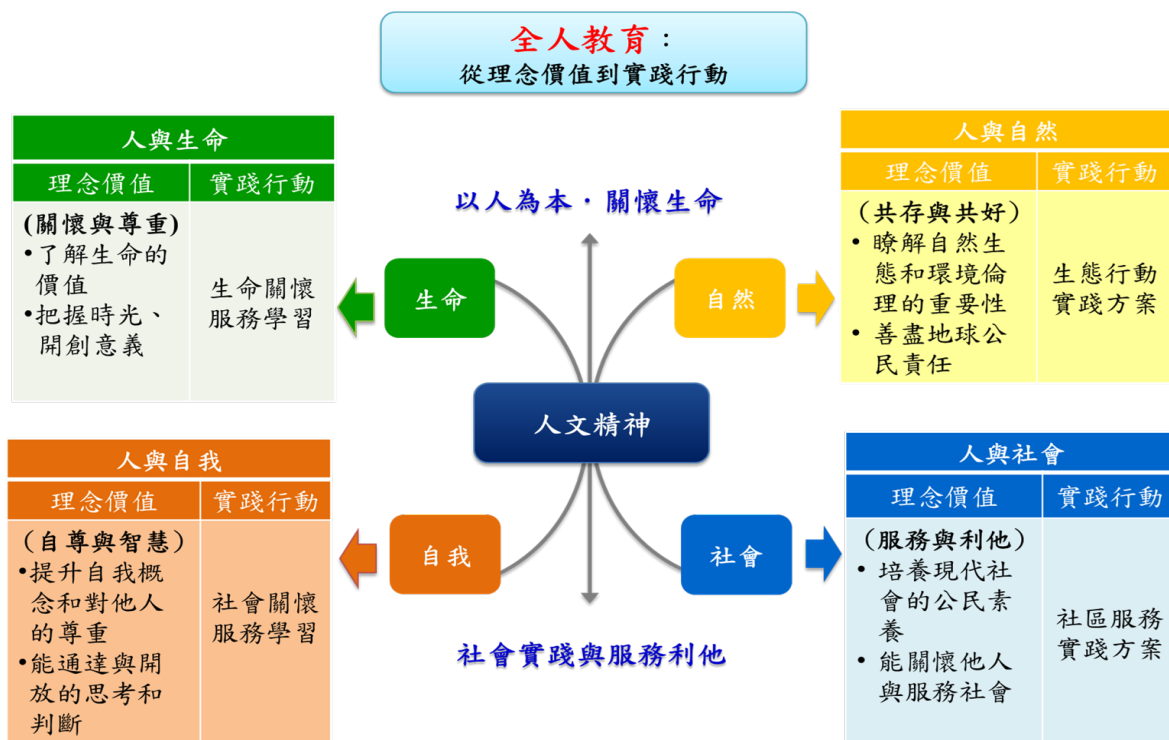 全人教育：
從理念價值到實踐行動
人與生命
理念價值
實踐行動
(關懷與尊重)
•了解生命的
價值
•把握時光、
開創意義
生命關懷
服務學習
以人為本·關懷生命
人與自然
理念價值
實踐行動
（共存與共好）
• 瞭解自然生
態和環境倫
理的重要性
• 善盡地球公
民責任
生態行動
實踐方案
生命
自然
人文精神
自我
社會
人與自我
理念價值
實踐行動
（自尊與智慧）
•提升自我概
念和對他人
的尊重
•能通達與開
放的思考和
判斷
社會關懷
服務學習
社會實踐與服務利他
人與社會
理念價值
實踐行動
(服務與利他)
• 培養現代社
會的公民素
養
• 能關懷他人
與服務社會
社區服務
實踐方案